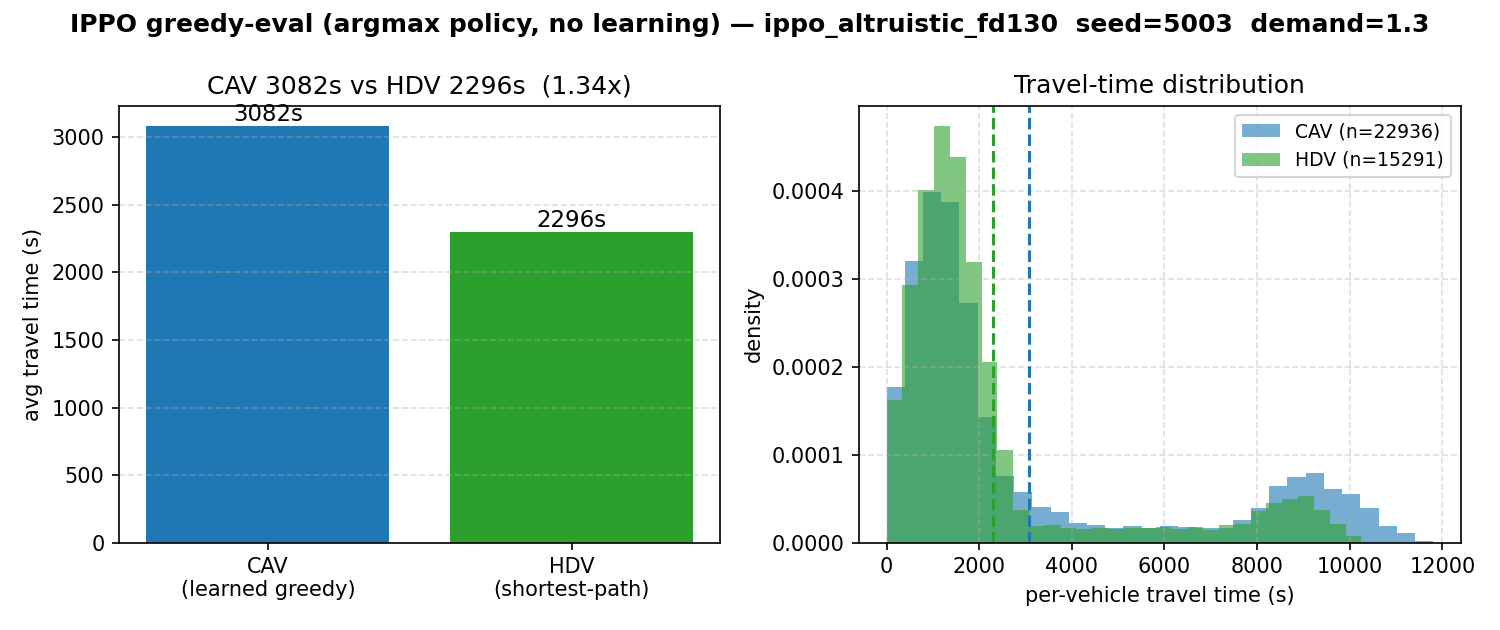 IPPO greedy-eval (argmax policy, no learning) — ippo_altruistic_fd130  seed=5003  demand=1.3
CAV 3082s vs HDV 2296s  (1.34x)
3082s
2296s
avg travel time (s)
3000
2500
2000
1500
1000
500
0
CAV
(learned greedy)
HDV
(shortest-path)
Travel-time distribution
CAV (n=22936)
HDV (n=15291)
density
0.0004
0.0003
0.0002
0.0001
0.0000
0 2000 4000 6000 8000 10000 12000
per-vehicle travel time (s)